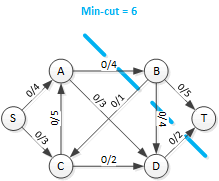 Min-cut = 6
A
0/4
B
0/4
0/5
S
0/3
0/1
T
0/5
0/4
0/3
0/2
C
0/2
D